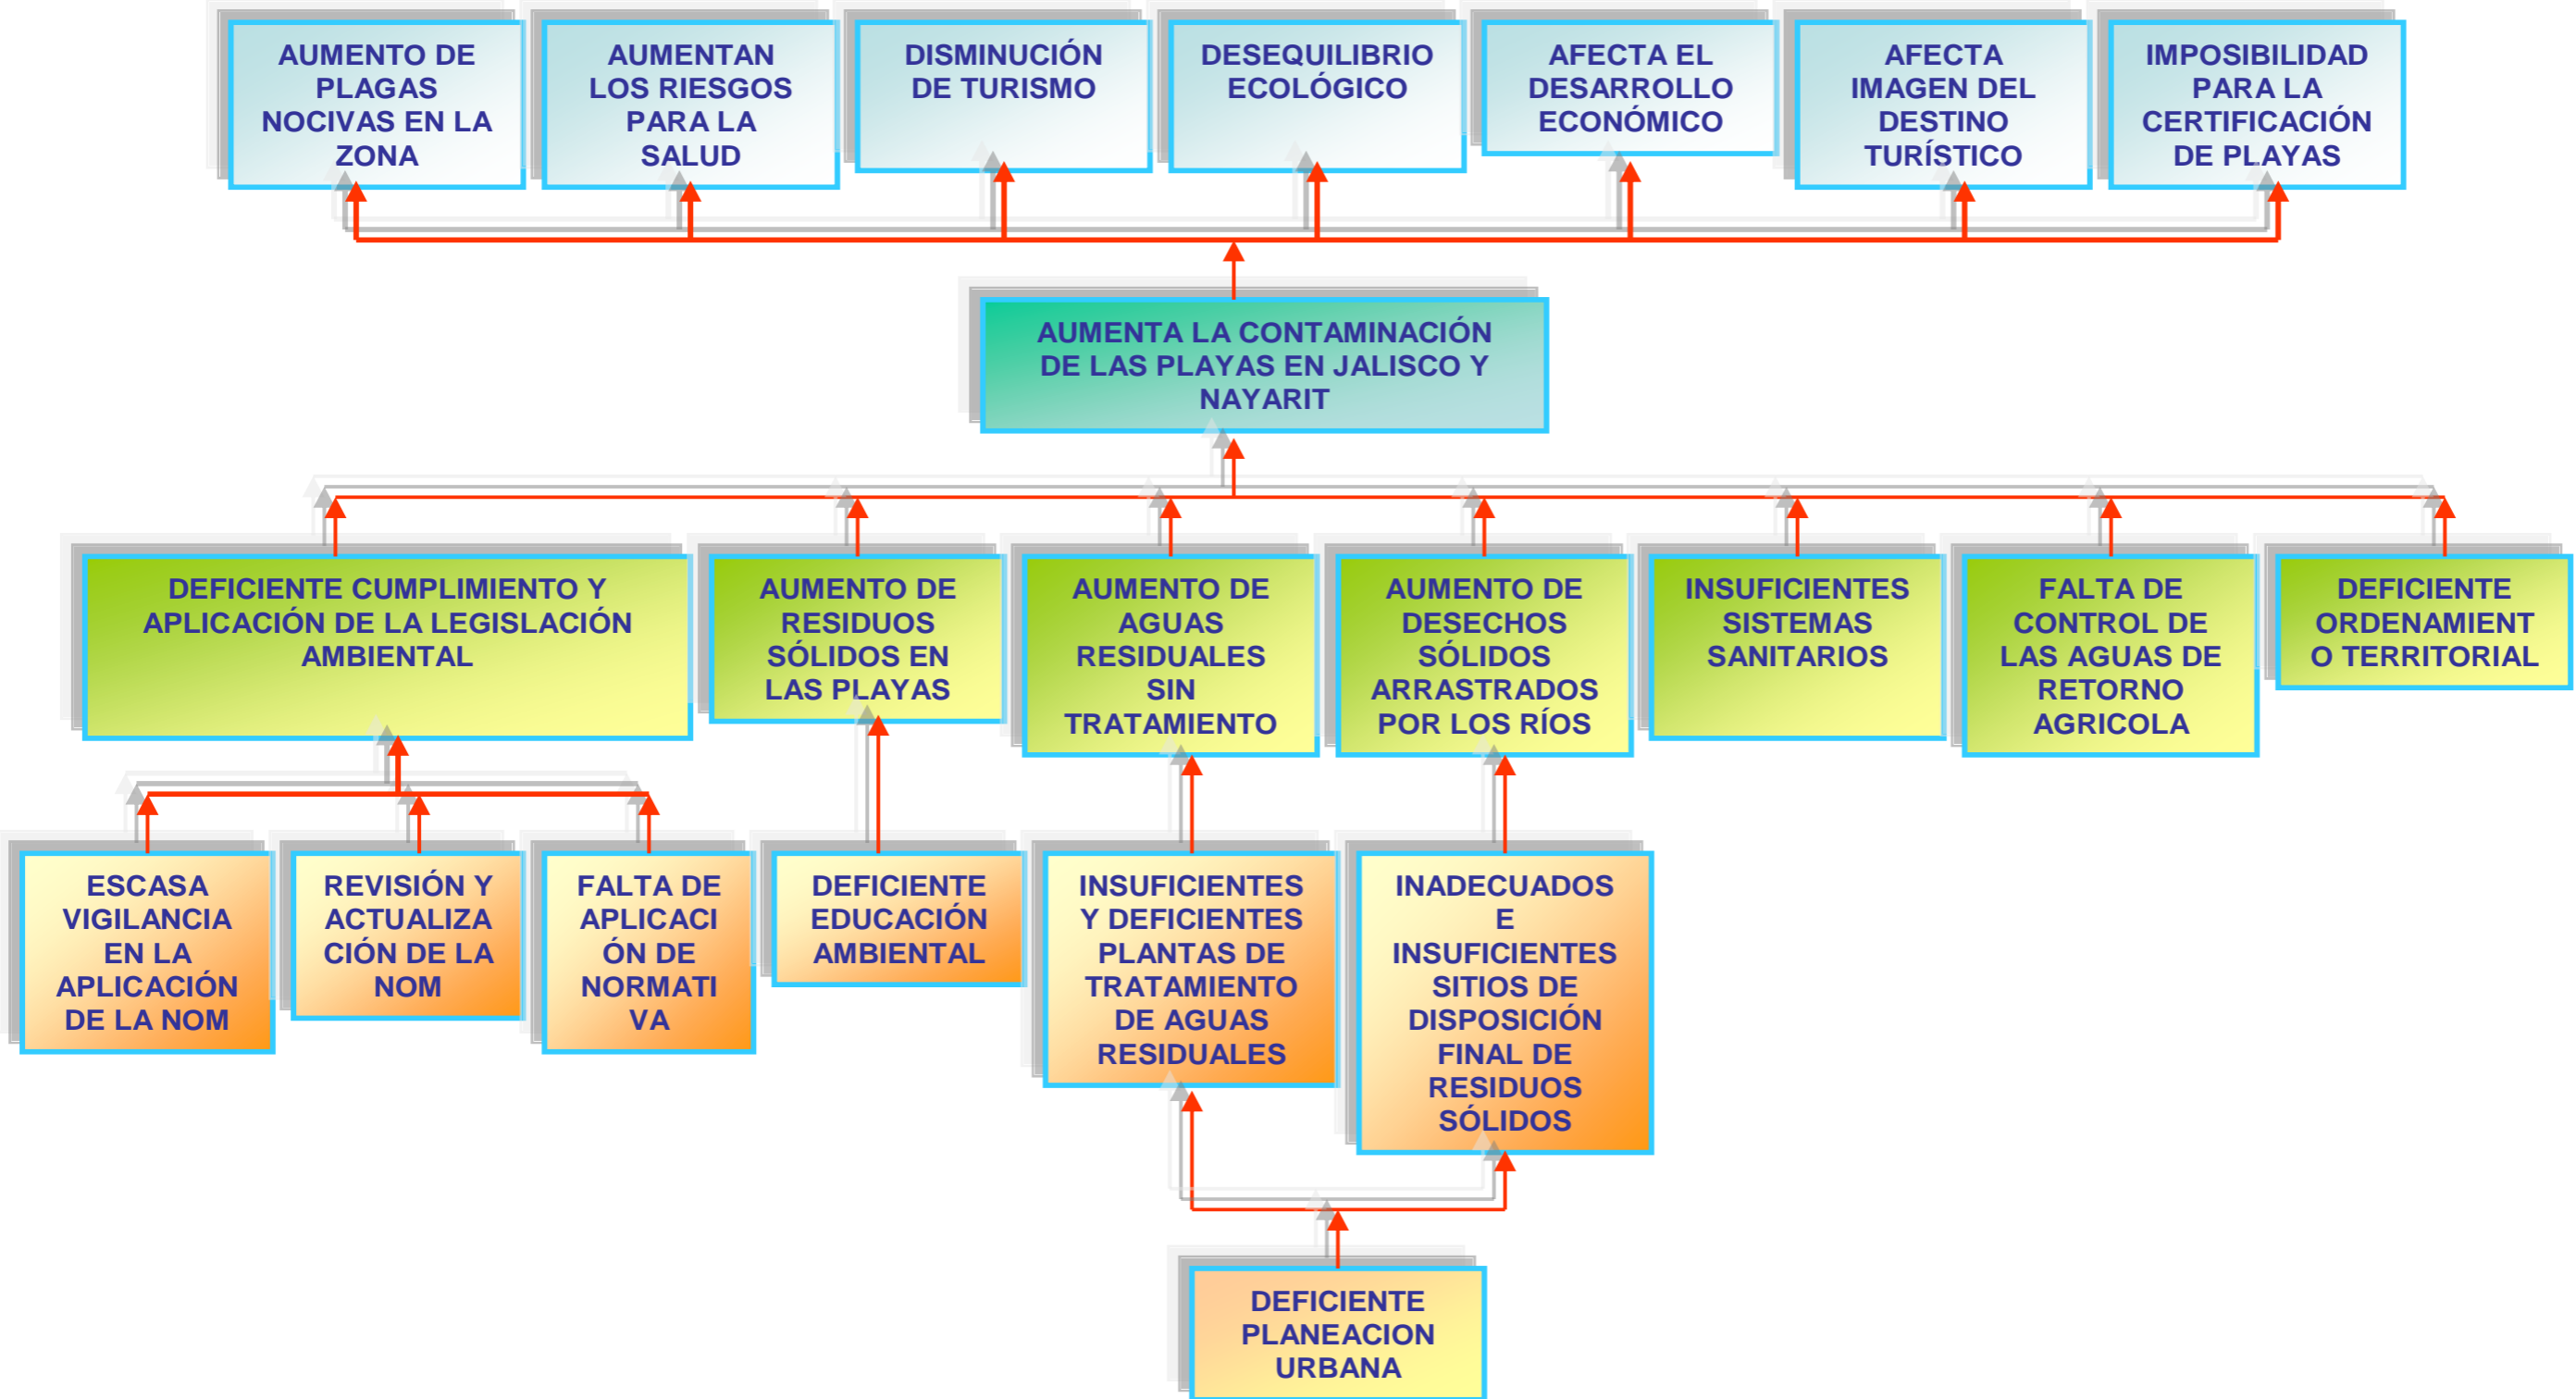 AUMENTO DE
PLAGAS
NOCIVAS EN LA
ZONA
AUMENTAN
LOS RIESGOS
PARA LA
SALUD
DISMINUCIÓN
DE TURISMO
DESEQUILIBRIO
ECOLÓGICO
AFECTA EL
DESARROLLO
ECONÓMICO
AFECTA
IMAGEN DEL
DESTINO
TURÍSTICO
IMPOSIBILIDAD
PARA LA
CERTIFICACIÓN
DE PLAYAS
AUMENTA LA CONTAMINACIÓN
DE LAS PLAYAS EN JALISCO Y
NAYARIT
DEFICIENTE CUMPLIMIENTO Y
APLICACIÓN DE LA LEGISLACIÓN
AMBIENTAL
AUMENTO DE
RESIDUOS
SÓLIDOS EN
LAS PLAYAS
AUMENTO DE
AGUAS
RESIDUALES
SIN
TRATAMIENTO
AUMENTO DE
DESECHOS
SÓLIDOS
ARRASTRADOS
POR LOS RÍOS
INSUFICIENTES
SISTEMAS
SANITARIOS
FALTA DE
CONTROL DE
LAS AGUAS DE
RETORNO
AGRICOLA
DEFICIENTE
ORDENAMIENT
O TERRITORIAL
ESCASA
VIGILANCIA
EN LA
APLICACIÓN
DE LA NOM
REVISIÓN Y
ACTUALIZA
CIÓN DE LA
NOM
FALTA DE
APLICACI
ÓN DE
NORMATI
VA
DEFICIENTE
EDUCACIÓN
AMBIENTAL
INSUFICIENTES
Y DEFICIENTES
PLANTAS DE
TRATAMIENTO
DE AGUAS
RESIDUALES
INADECUADOS
E
INSUFICIENTES
SITIOS DE
DISPOSICIÓN
FINAL DE
RESIDUOS
SÓLIDOS
DEFICIENTE
PLANEACION
URBANA